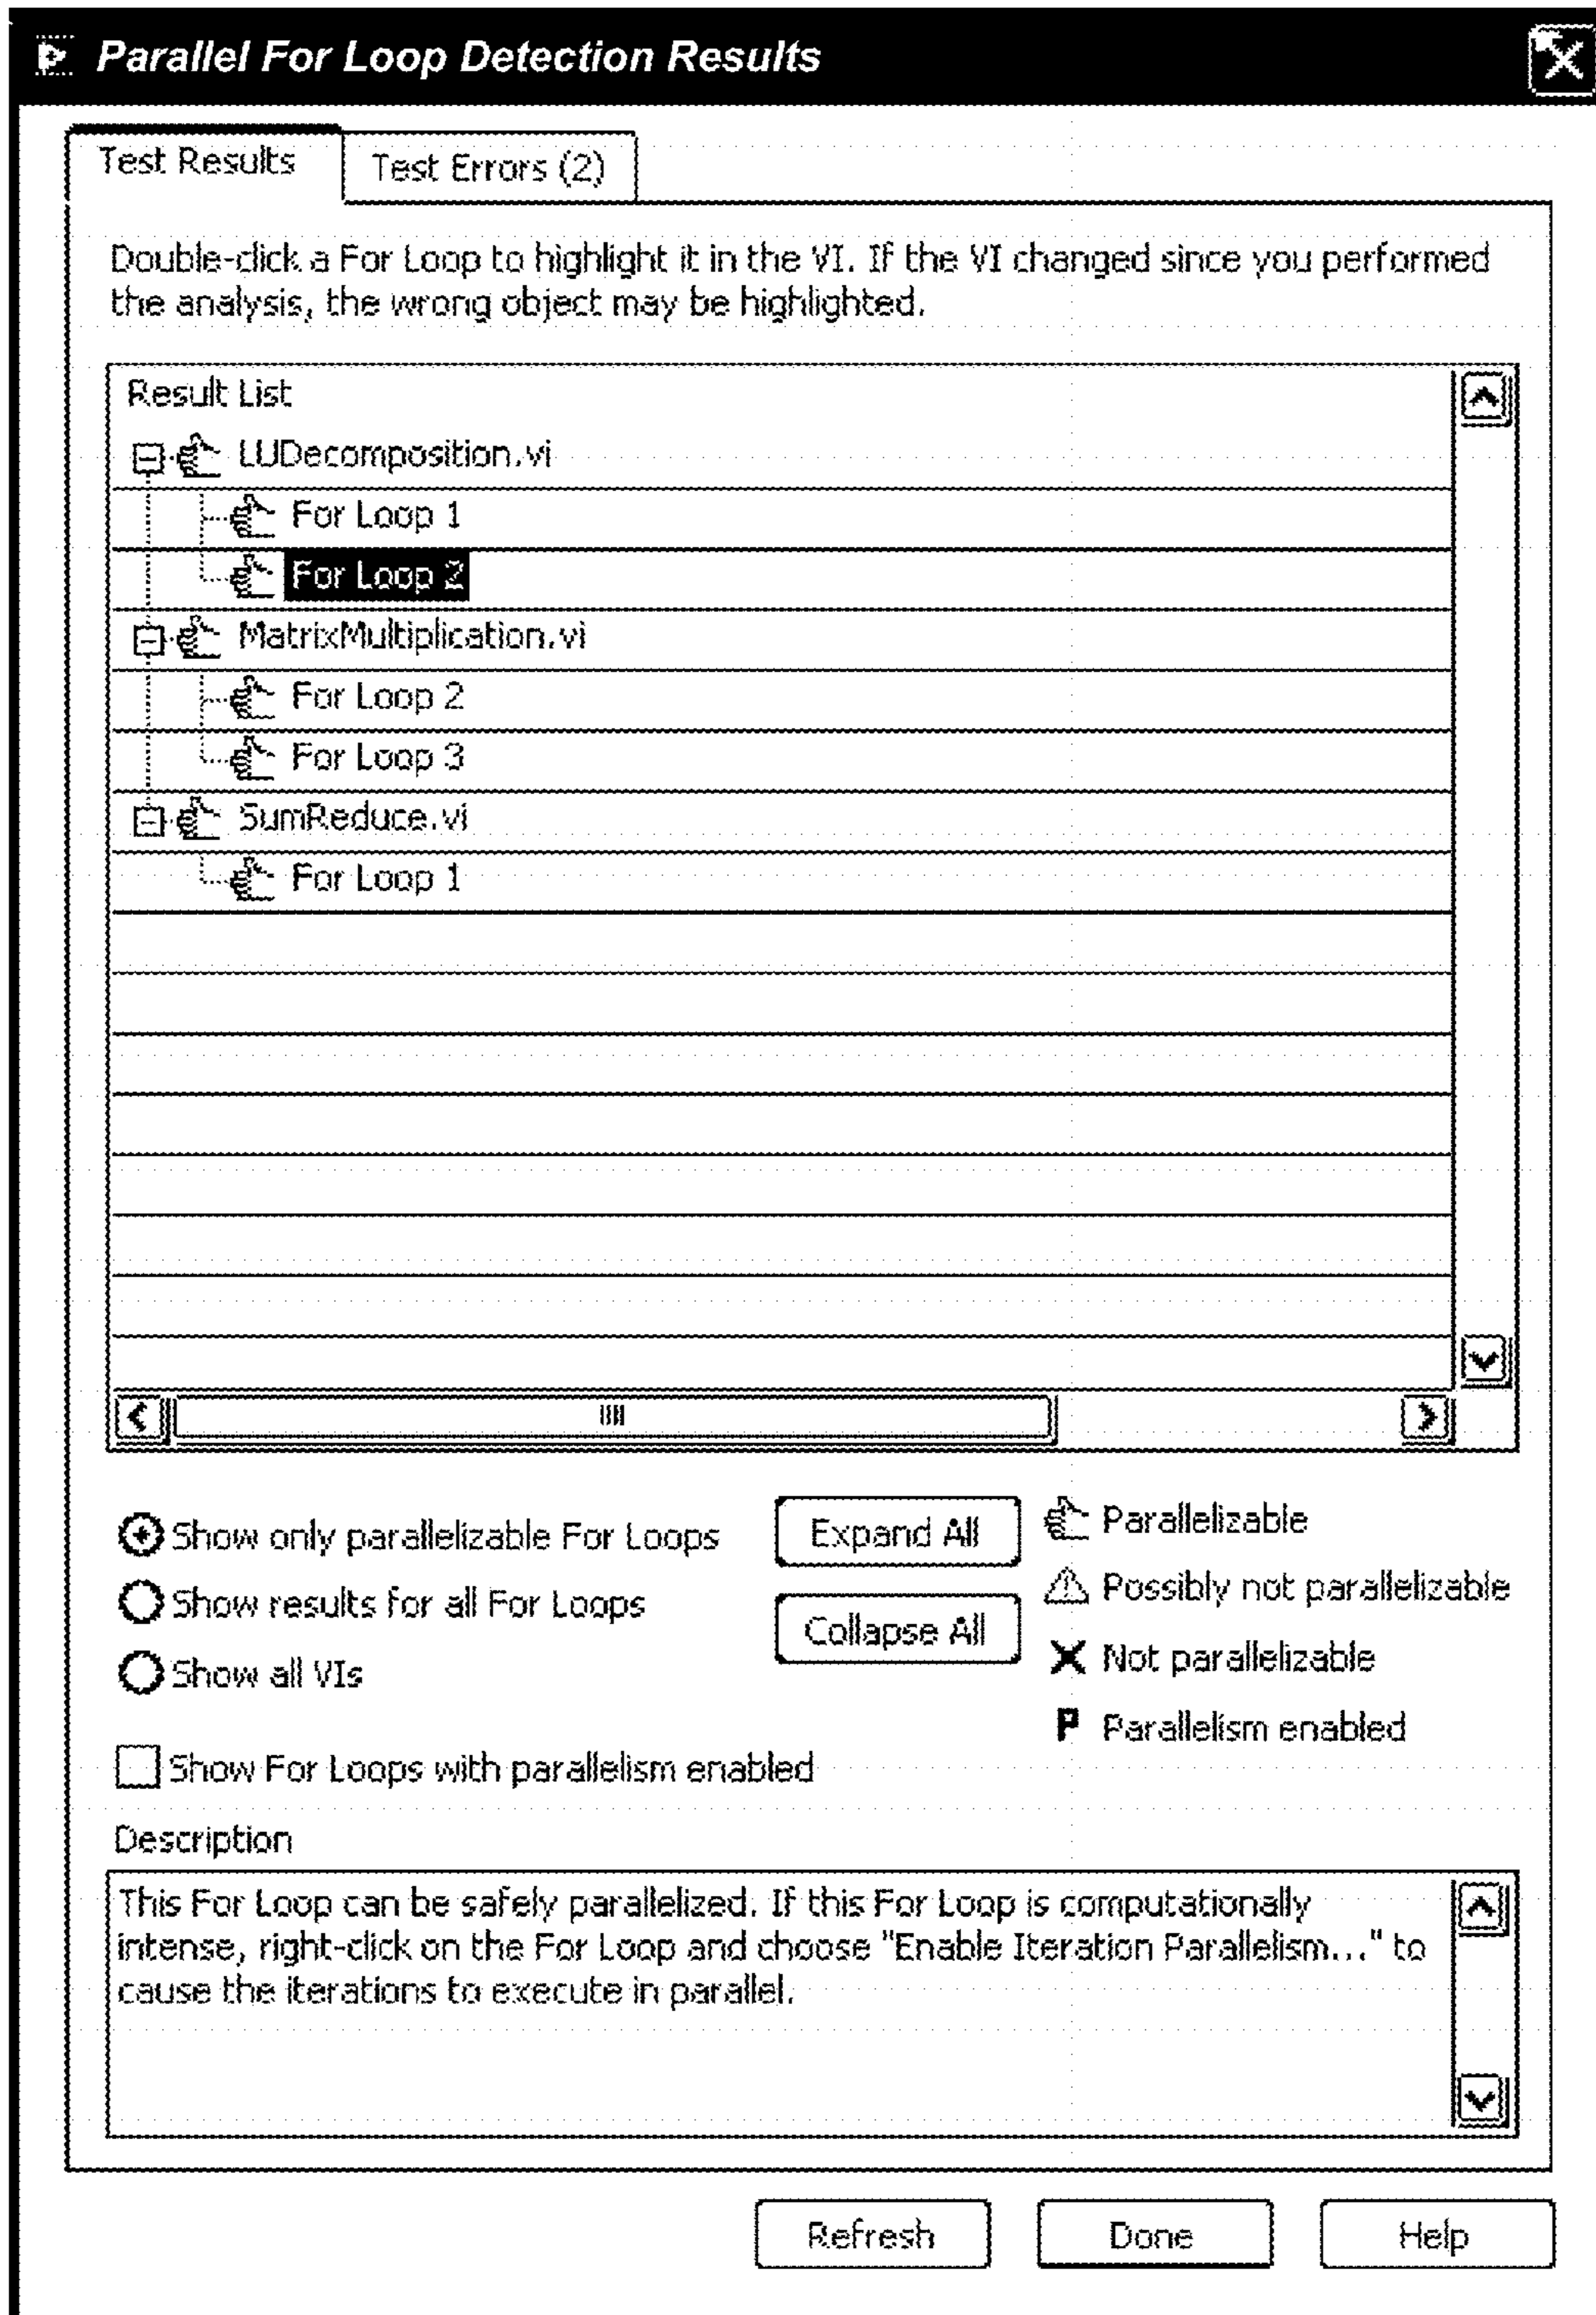 Parallel For Loop Detection Results
Test Results
Test Errors (2)
Double-click a For Loop to highlight it in the VI. If the VI changed since you performed
the analysis, the wrong object may be highlighted.
Result List
LUDecomposition.vi
For Loop 1
For Loop 2
MatrixMultiplication.vi
For Loop 2
For Loop 3
SumReduce.vi
For Loop 1
Show only parallelizable For Loops
Show results for all For Loops
Show all VIs
Show For Loops with parallelism enabled
Expand All
Collapse All
Parallelizable
Possibly not parallelizable
Not parallelizable
P Parallelism enabled
Description
This For Loop can be safely parallelized. If this For Loop is computationally
intense, right-click on the For Loop and choose "Enable Iteration Parallelism..." to
cause the iterations to execute in parallel.
Refresh
Done
Help